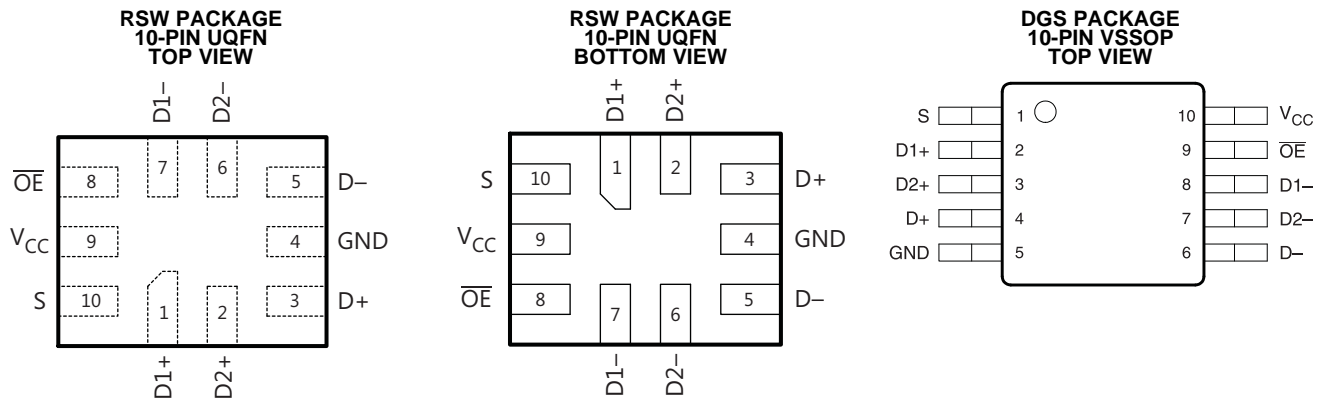 RSW PACKAGE
10-PIN UQFN
TOP VIEW
D1–
D2–
O̅E̅
8
7
6
5
D–
VCC
9
4
GND
S
10
1
2
3
D+
D1+
D2+
RSW PACKAGE
10-PIN UQFN
BOTTOM VIEW
D1+
D2+
S
10
1
2
3
D+
VCC
9
4
GND
O̅E̅
8
7
6
5
D–
D1–
D2–
DGS PACKAGE
10-PIN VSSOP
TOP VIEW
S
1
10
VCC
D1+
2
9
O̅E̅
D2+
3
8
D1–
D+
4
7
D2–
GND
5
6
D–